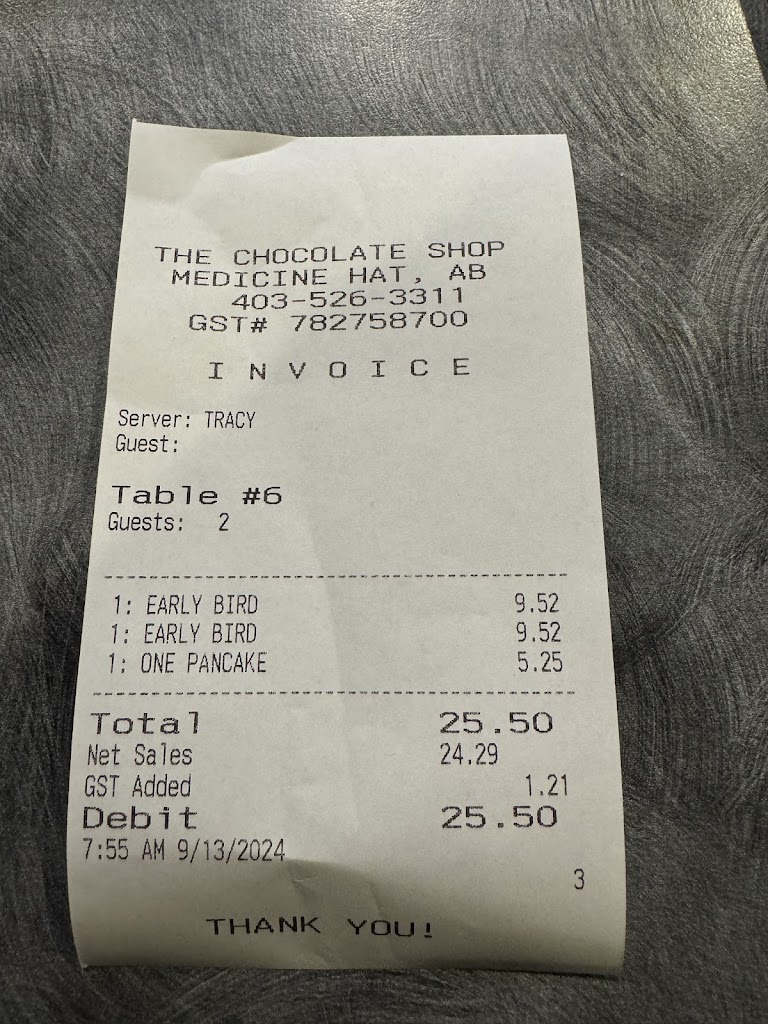 THE CHOCOLATE SHOP
MEDICINE HAT, AB
403-526-3311
GST# 782758700
I N V O I C E
Server: TRACY
Guest:
Table #6
Guests: 2
1: EARLY BIRD 9.52
1: EARLY BIRD 9.52
1: ONE PANCAKE 5.25
Total 25.50
Net Sales 24.29
GST Added 1.21
Debit 25.50
7:55 AM 9/13/2024
3
THANK YOU!